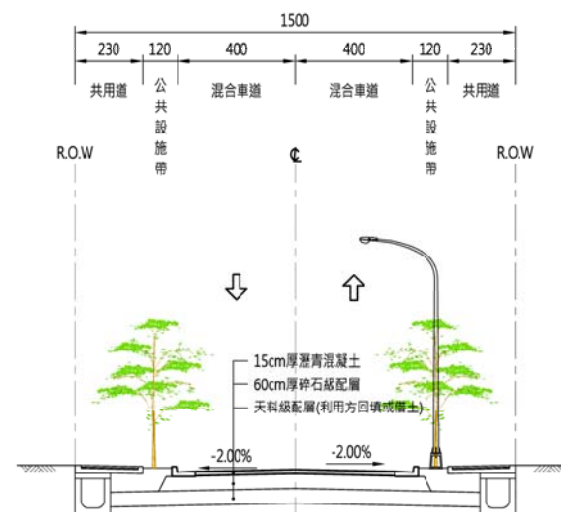 1500
230 120 400 400 120 230
共用道 公共設施帶 混合車道 混合車道 公共設施帶 共用道
R.O.W ℄ R.O.W
15cm厚瀝青混凝土
60cm厚碎石級配層
天料級配層(利用方回填或借土)
-2.00% -2.00%